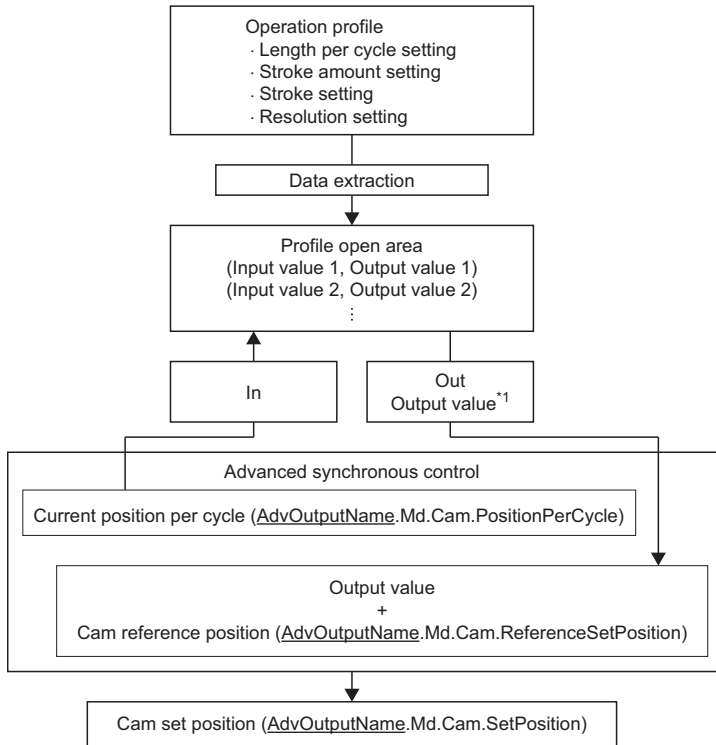 Operation profile
· Length per cycle setting
· Stroke amount setting
· Stroke setting
· Resolution setting
Data extraction
Profile open area
(Input value 1, Output value 1)
(Input value 2, Output value 2)
⋮
In
Out
Output value*1
Advanced synchronous control
Current position per cycle (AdvOutputName.Md.Cam.PositionPerCycle)
Output value
+
Cam reference position (AdvOutputName.Md.Cam.ReferenceSetPosition)
Cam set position (AdvOutputName.Md.Cam.SetPosition)